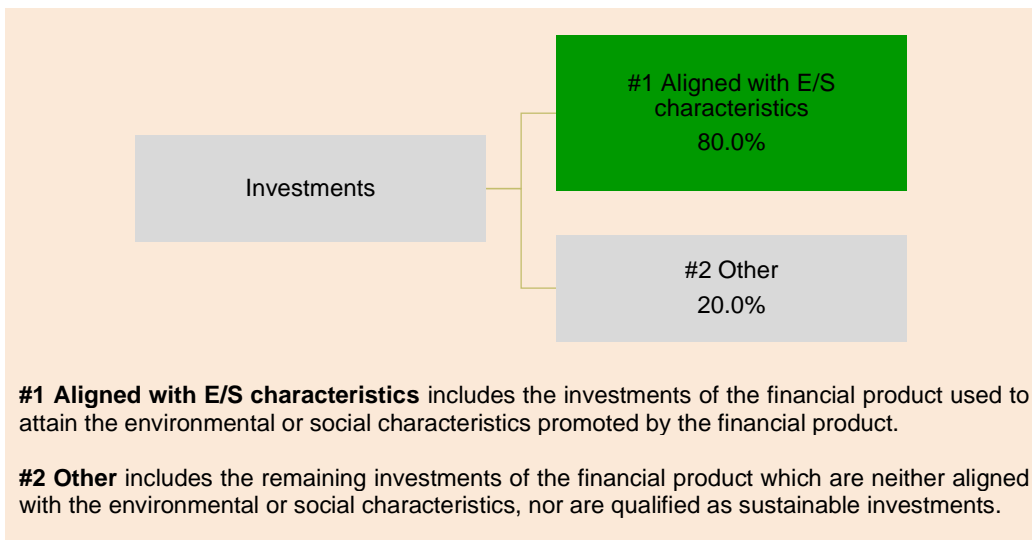 #1 Aligned with E/S
characteristics
80.0%
Investments
#2 Other
20.0%
#1 Aligned with E/S characteristics includes the investments of the financial product used to
attain the environmental or social characteristics promoted by the financial product.
#2 Other includes the remaining investments of the financial product which are neither aligned
with the environmental or social characteristics, nor are qualified as sustainable investments.